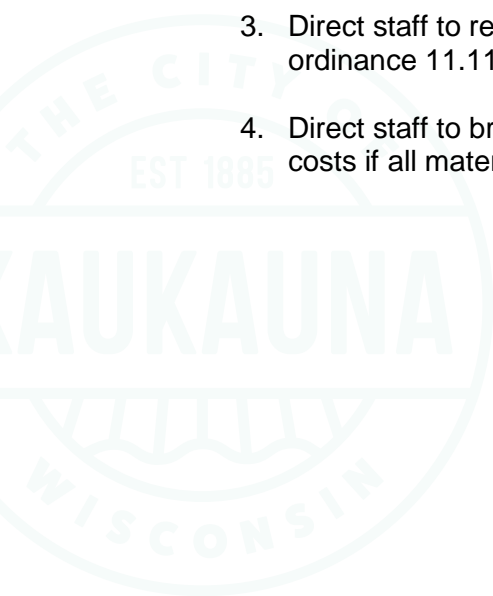 3. Direct staff to re
ordinance 11.11
4. Direct staff to br
costs if all mater
THE CITY O
EST 1885
KAUKAUNA
WISCONSIN